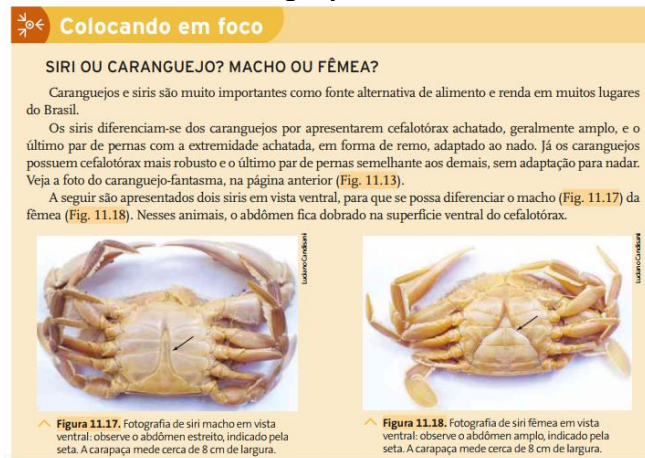 Colocando em foco
SIRI OU CARANGUEJO? MACHO OU FÊMEA?
Caranguejos e siris são muito importantes como fonte alternativa de alimento e renda em muitos lugares
do Brasil.
Os siris diferenciam-se dos caranguejos por apresentarem cefalotórax achatado, geralmente amplo, e o
último par de pernas com a extremidade achatada, em forma de remo, adaptado ao nado. Já os caranguejos
possuem cefalotórax mais robusto e o último par de pernas semelhante aos demais, sem adaptação para nadar.
Veja a foto do caranguejo-fantasma, na página anterior (Fig. 11.13).
A seguir são apresentados dois siris em vista ventral, para que se possa diferenciar o macho (Fig. 11.17) da
fêmea (Fig. 11.18). Nesses animais, o abdômen fica dobrado na superfície ventral do cefalotórax.
Luciano Candisani
Figura 11.17. Fotografia de siri macho em vista
ventral: observe o abdômen estreito, indicado pela
seta. A carapaça mede cerca de 8 cm de largura.
Luciano Candisani
Figura 11.18. Fotografia de siri fêmea em vista
ventral: observe o abdômen amplo, indicado pela
seta. A carapaça mede cerca de 8 cm de largura.